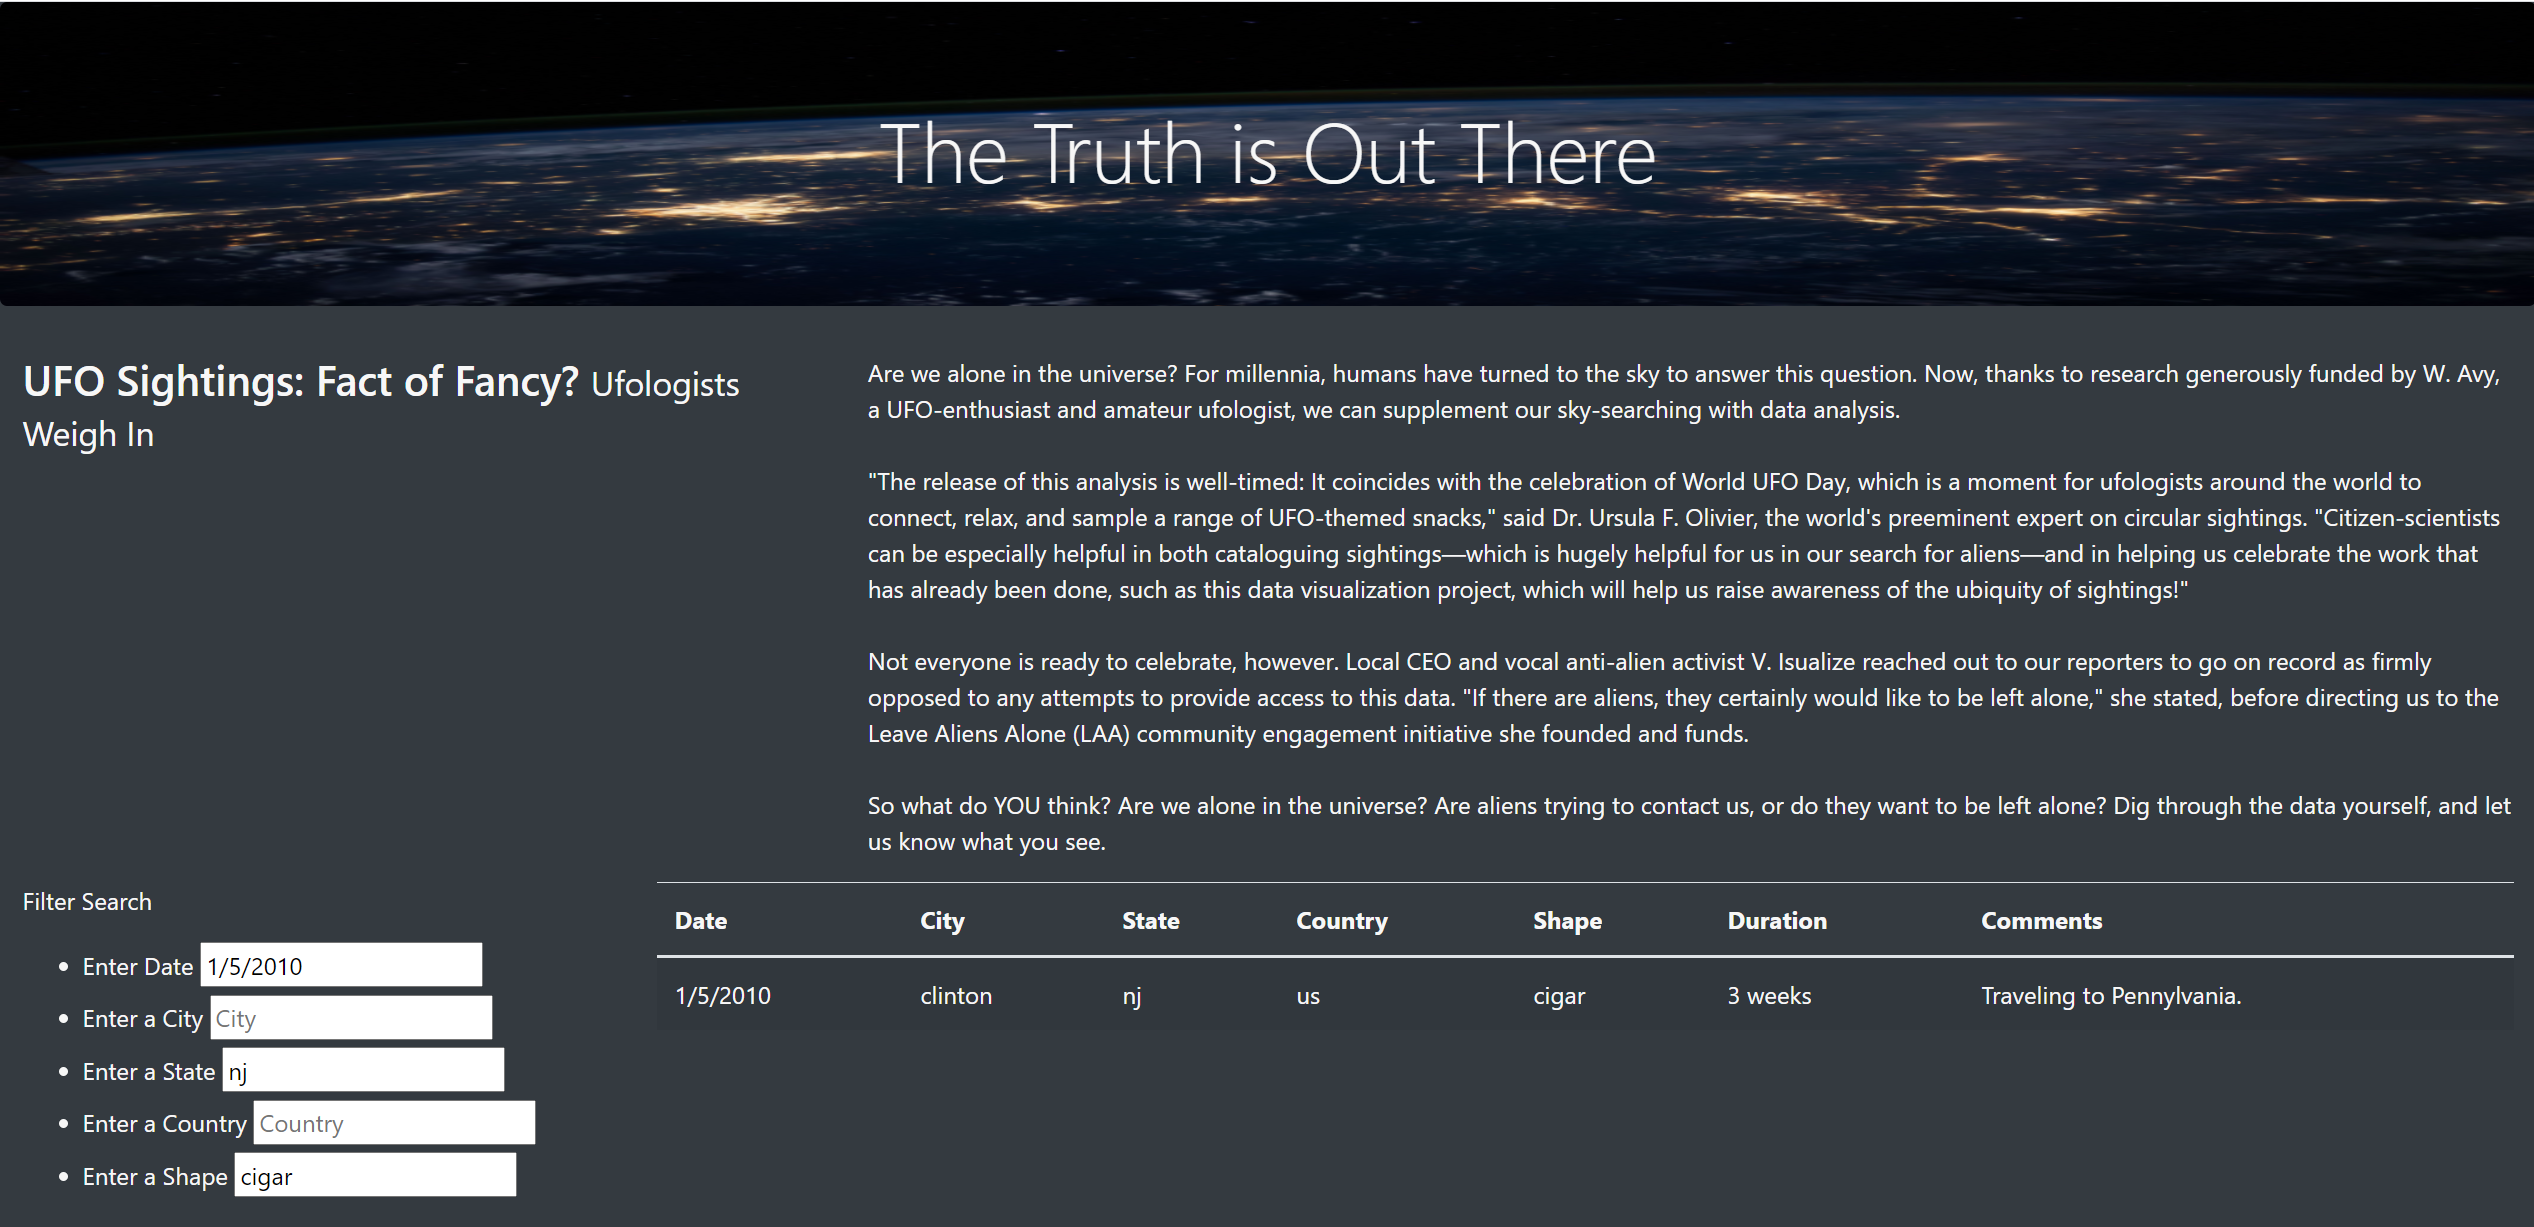 The Truth is Out There
UFO Sightings: Fact of Fancy? Ufologists
Weigh In
Are we alone in the universe? For millennia, humans have turned to the sky to answer this question. Now, thanks to research generously funded by W. Avy,
a UFO-enthusiast and amateur ufologist, we can supplement our sky-searching with data analysis.
"The release of this analysis is well-timed: It coincides with the celebration of World UFO Day, which is a moment for ufologists around the world to
connect, relax, and sample a range of UFO-themed snacks," said Dr. Ursula F. Olivier, the world's preeminent expert on circular sightings. "Citizen-scientists
can be especially helpful in both cataloguing sightings—which is hugely helpful for us in our search for aliens—and in helping us celebrate the work that
has already been done, such as this data visualization project, which will help us raise awareness of the ubiquity of sightings!"
Not everyone is ready to celebrate, however. Local CEO and vocal anti-alien activist V. Isualize reached out to our reporters to go on record as firmly
opposed to any attempts to provide access to this data. "If there are aliens, they certainly would like to be left alone," she stated, before directing us to the
Leave Aliens Alone (LAA) community engagement initiative she founded and funds.
So what do YOU think? Are we alone in the universe? Are aliens trying to contact us, or do they want to be left alone? Dig through the data yourself, and let
us know what you see.
Filter Search
Enter Date 1/5/2010
Enter a City City
Enter a State nj
Enter a Country Country
Enter a Shape cigar
Date City State Country Shape Duration Comments
1/5/2010 clinton nj us cigar 3 weeks Traveling to Pennylvania.